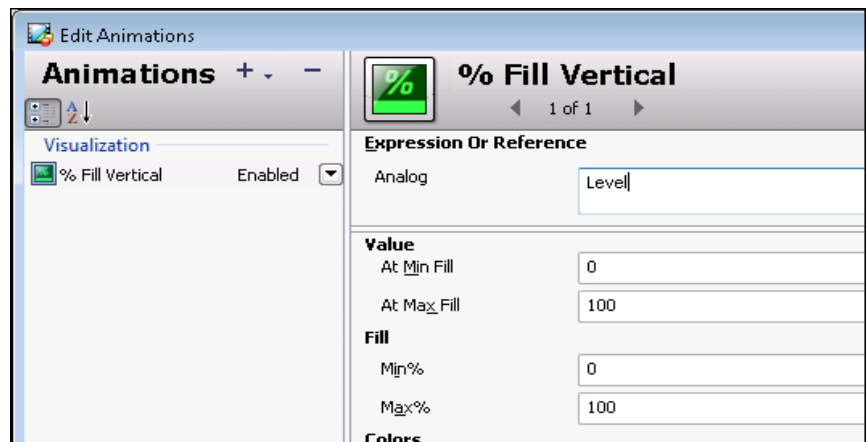 Edit Animations
Animations
% Fill Vertical
1 of 1
A
Z
Visualization
% Fill Vertical Enabled
Expression Or Reference
Analog Level
Value
At Min Fill 0
At Max Fill 100
Fill
Min% 0
Max% 100
Colors